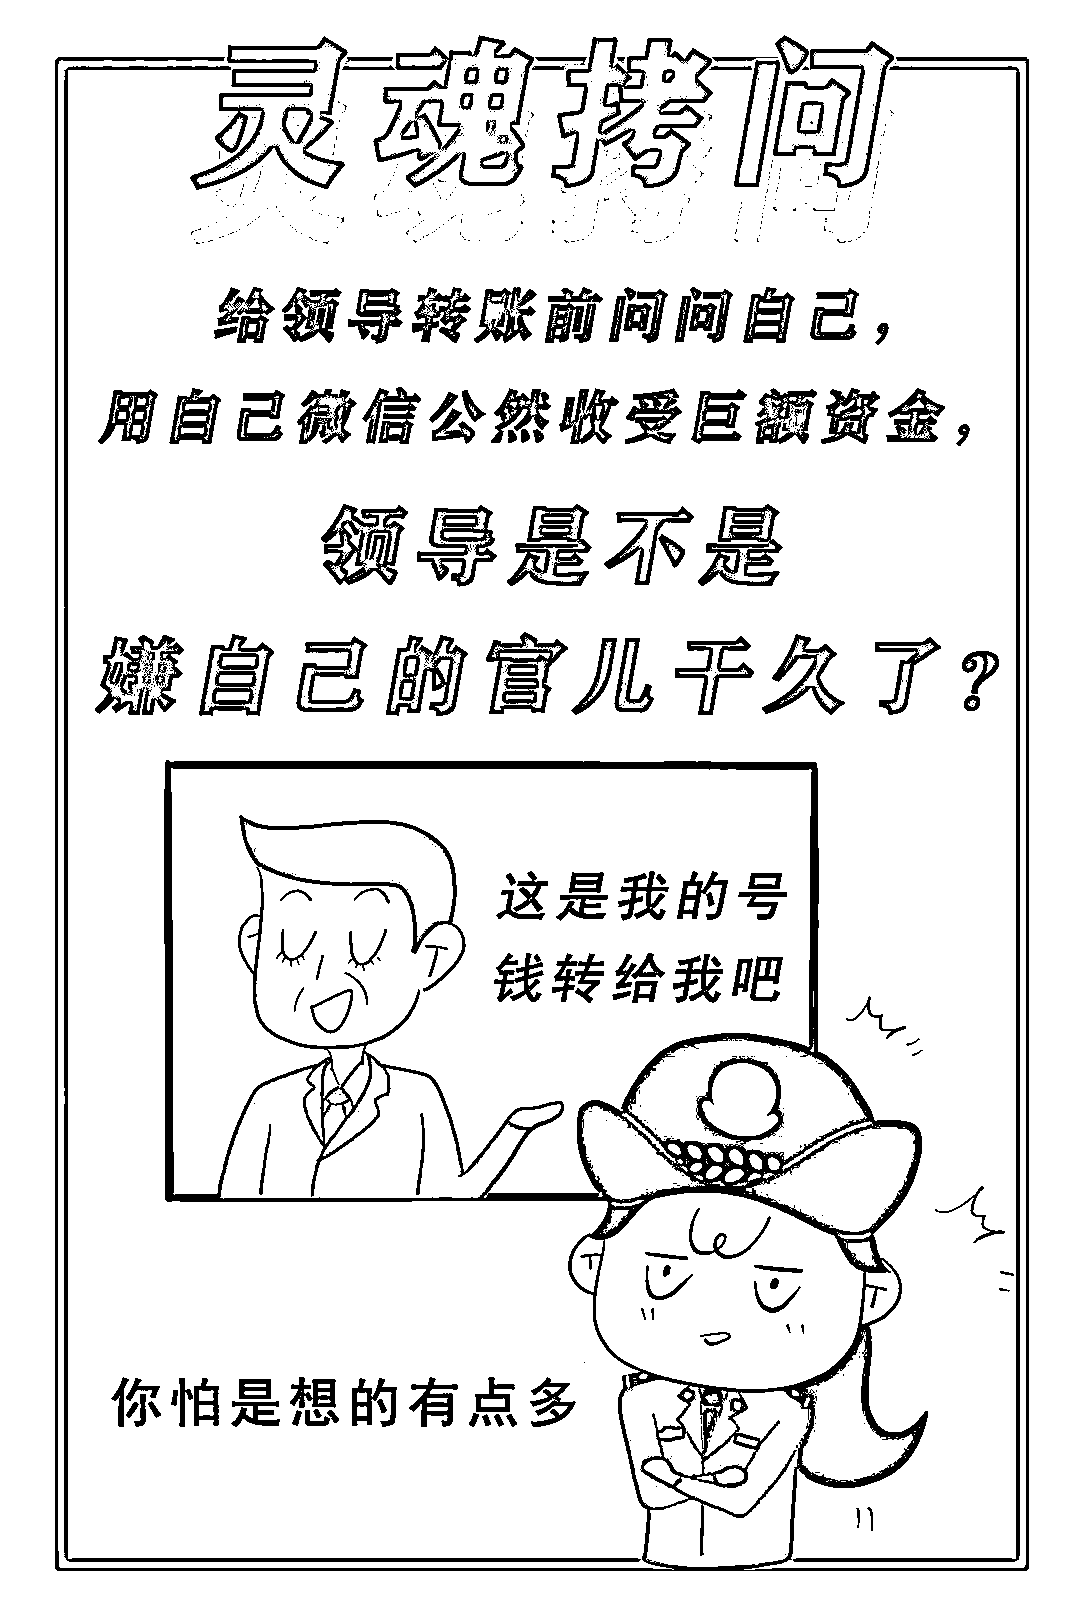 灵魂拷问
给领导转账前问问自己，
用自己微信公然收受巨额资金，
领导是不是
嫌自己的官儿干久了？
这是我的号
钱转给我吧
你怕是想的有点多